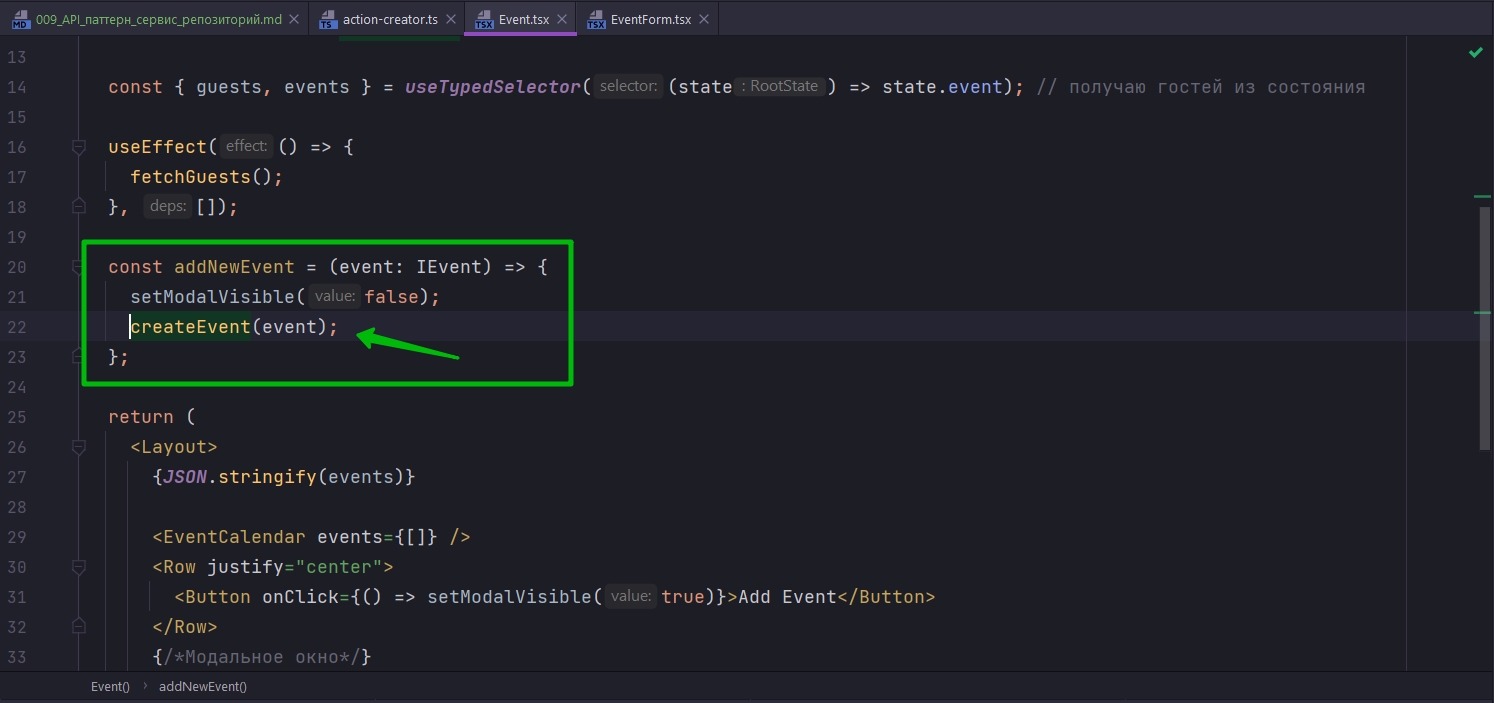 MD 009_API_паттерн_сервис_репозиторий.md TS action-creator.ts TSX Event.tsx TSX EventForm.tsx
13
14 const { guests, events } = useTypedSelector( selector: (state : RootState ) => state.event); // получаю гостей из состояния
15
16 useEffect( effect: () => {
17 fetchGuests();
18 }, deps: []);
19
20 const addNewEvent = (event: IEvent) => {
21 setModalVisible( value: false);
22 createEvent(event);
23 };
24
25 return (
26 <Layout>
27 {JSON.stringify(events)}
28
29 <EventCalendar events={[]} />
30 <Row justify="center">
31 <Button onClick={() => setModalVisible( value: true)}>Add Event</Button>
32 </Row>
33 {/*Модальное окно*/}
Event() › addNewEvent()